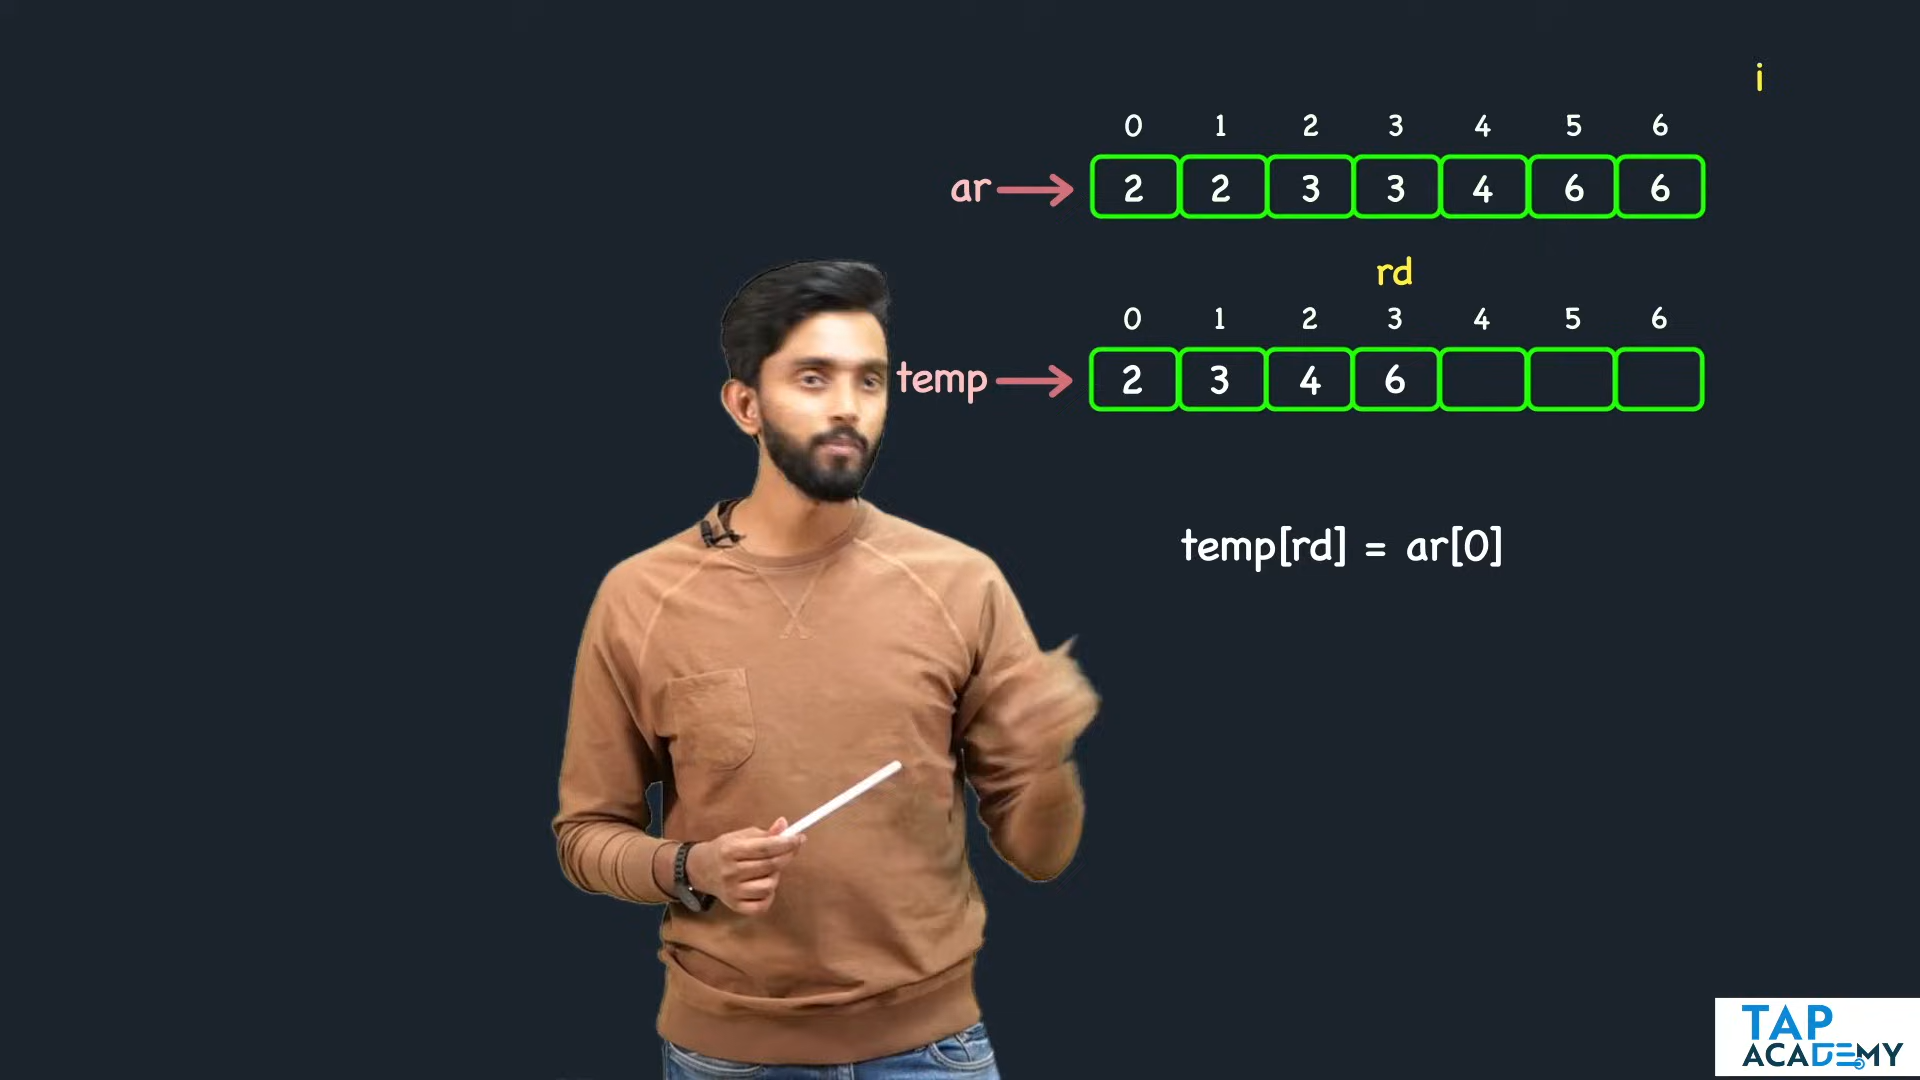 i
0 1 2 3 4 5 6
ar 2 2 3 3 4 6 6
rd
0 1 2 3 4 5 6
temp 2 3 4 6
temp[rd] = ar[0]
TAP
ACADEMY